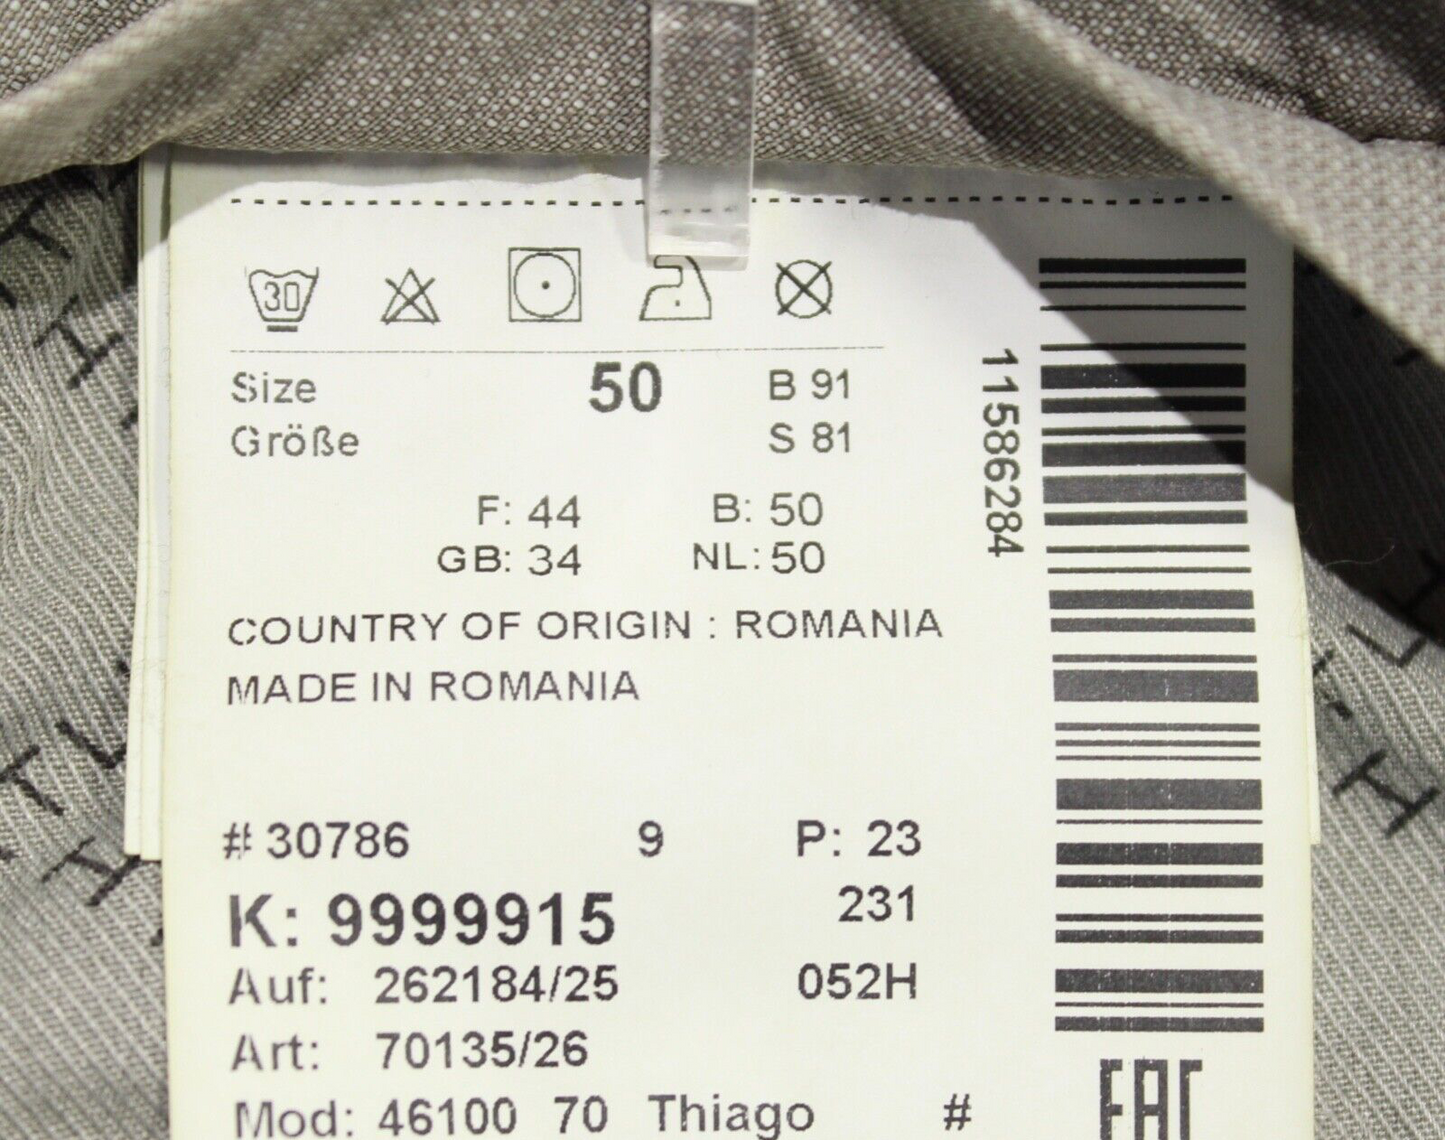 30
Size 50 B 91
Größe S 81
F: 44 B: 50
GB: 34 NL: 50
COUNTRY OF ORIGIN : ROMANIA
MADE IN ROMANIA
# 30786 9 P: 23
K: 9999915 231
Auf: 262184/25 052H
Art: 70135/26
Mod: 46100 70 Thiago #
11586284
EAC